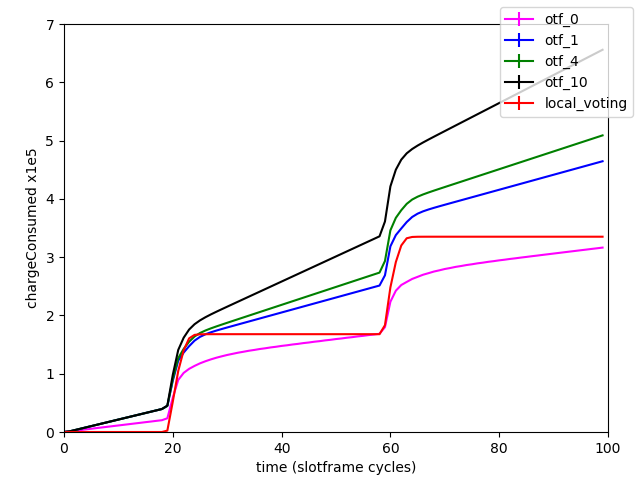 otf_0
otf_1
otf_4
otf_10
local_voting
7
6
5
4
3
2
1
0
chargeConsumed x1e5
0 20 40 60 80 100
time (slotframe cycles)